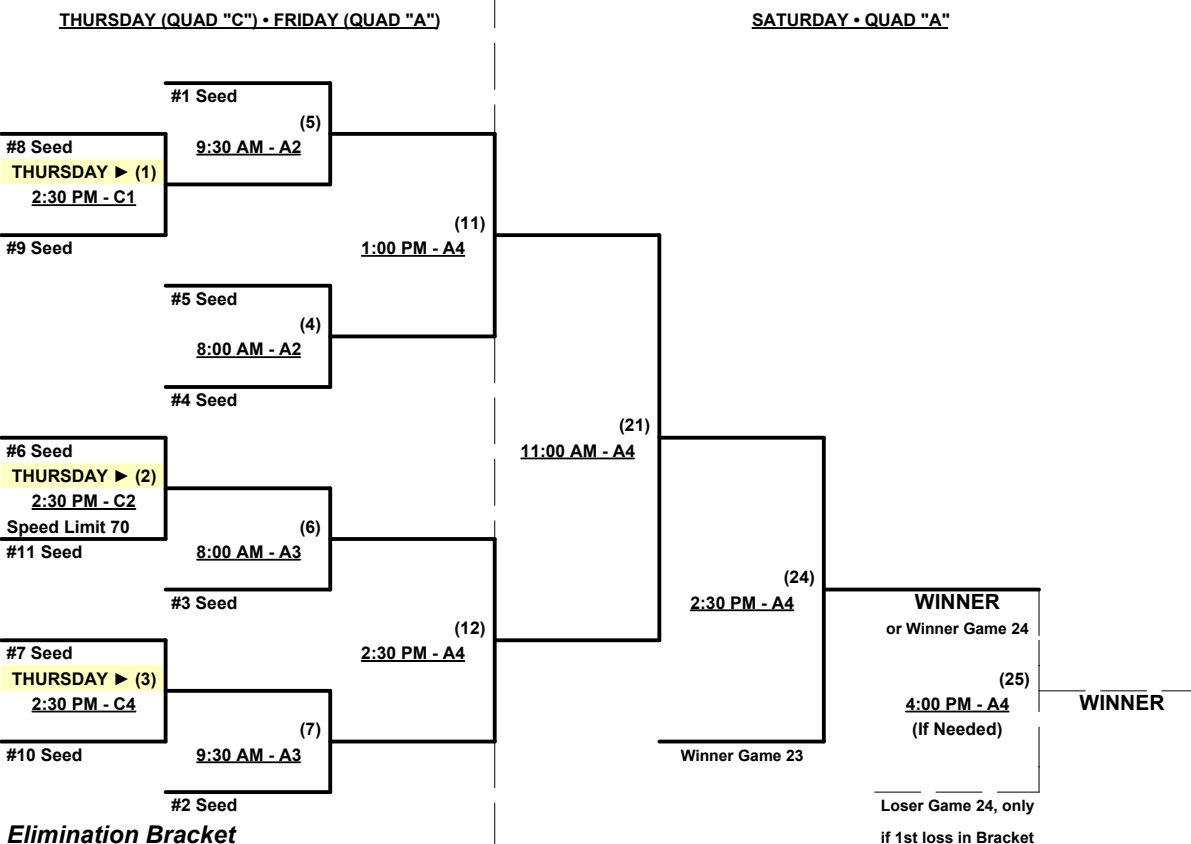 THURSDAY (QUAD "C") • FRIDAY (QUAD "A")
SATURDAY • QUAD "A"
#1 Seed
(5)
9:30 AM - A2
#8 Seed
THURSDAY ► (1)
2:30 PM - C1
#9 Seed
(11)
1:00 PM - A4
#5 Seed
(4)
8:00 AM - A2
#4 Seed
#6 Seed
THURSDAY ► (2)
2:30 PM - C2
Speed Limit 70
#11 Seed
(6)
8:00 AM - A3
#3 Seed
(21)
11:00 AM - A4
(12)
2:30 PM - A4
#7 Seed
THURSDAY ► (3)
2:30 PM - C4
#10 Seed
(7)
9:30 AM - A3
#2 Seed
(24)
2:30 PM - A4
Winner Game 23
WINNER
or Winner Game 24
(25)
4:00 PM - A4
(If Needed)
WINNER
Loser Game 24, only
if 1st loss in Bracket
Elimination Bracket